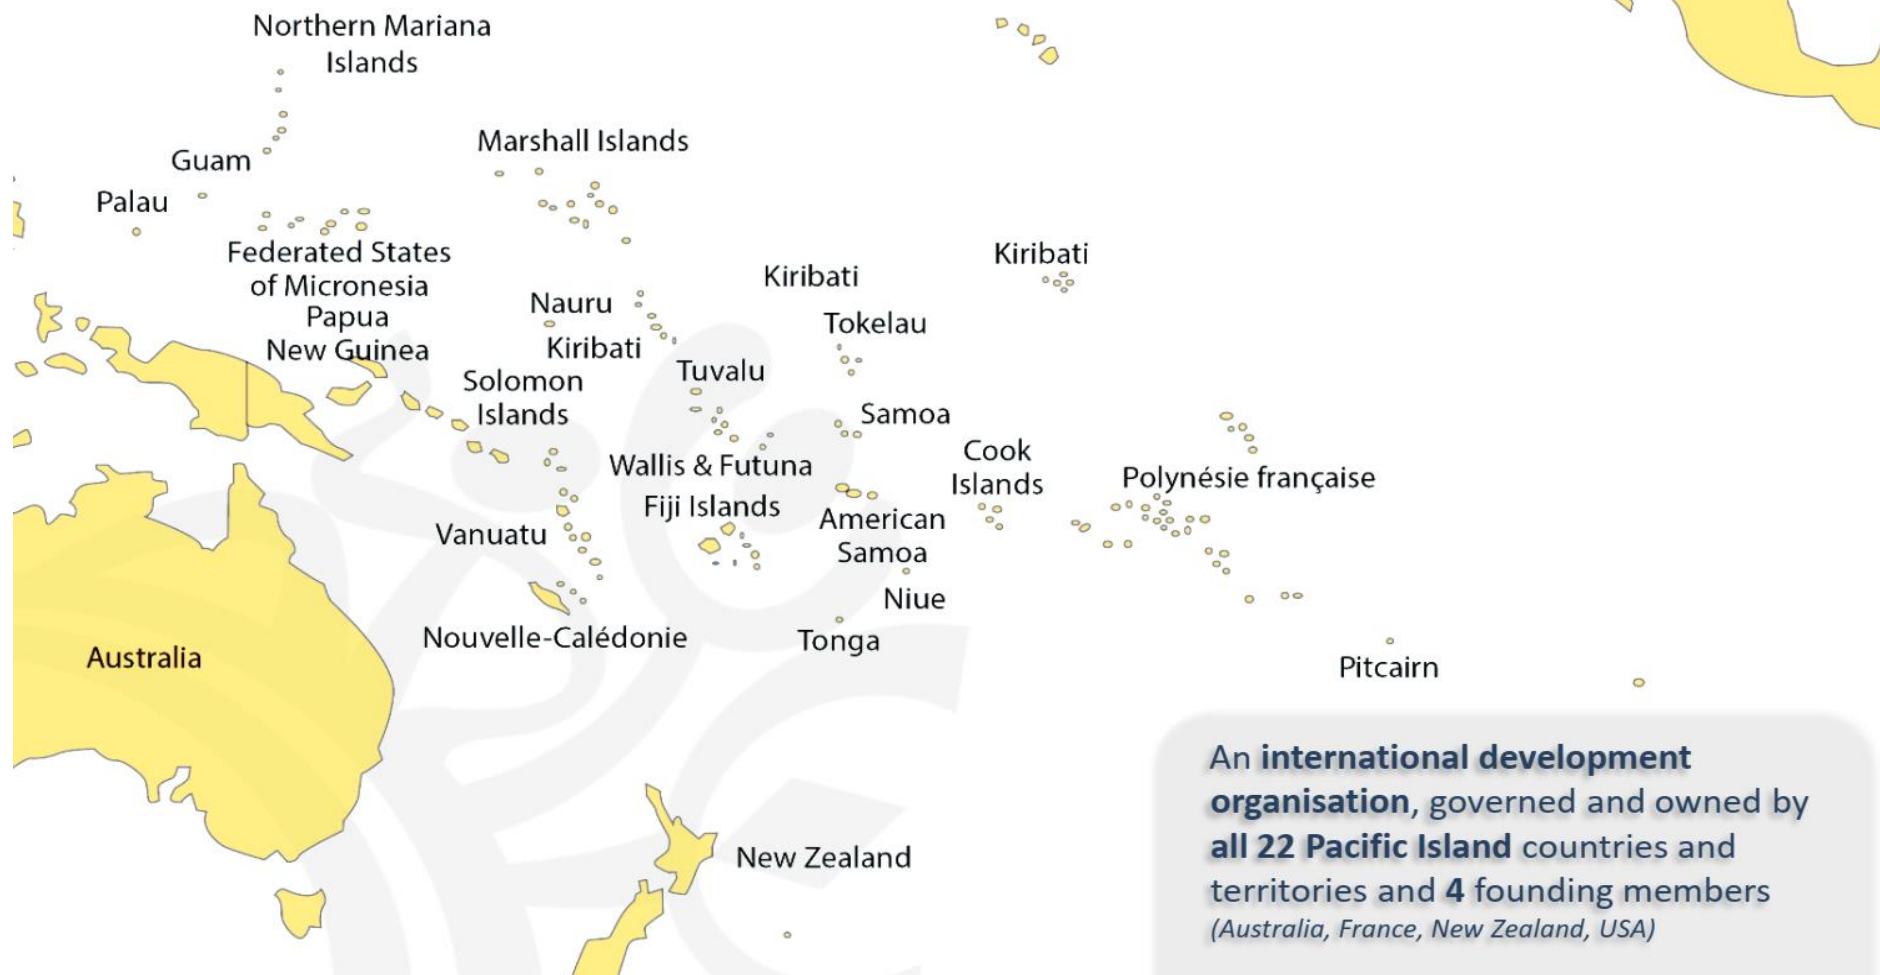 Northern Mariana
Islands
Marshall Islands
Guam
Palau
Federated States
of Micronesia
Kiribati
Kiribati
Nauru
Papua
New Guinea
Tokelau
Kiribati
Tuvalu
Solomon
Islands
Samoa
Cook
Islands
Wallis & Futuna
Polynésie française
Fiji Islands
American
Samoa
Vanuatu
Niue
Nouvelle-Calédonie
Tonga
Australia
Pitcairn
New Zealand
An international development
organisation, governed and owned by
all 22 Pacific Island countries and
territories and 4 founding members
(Australia, France, New Zealand, USA)